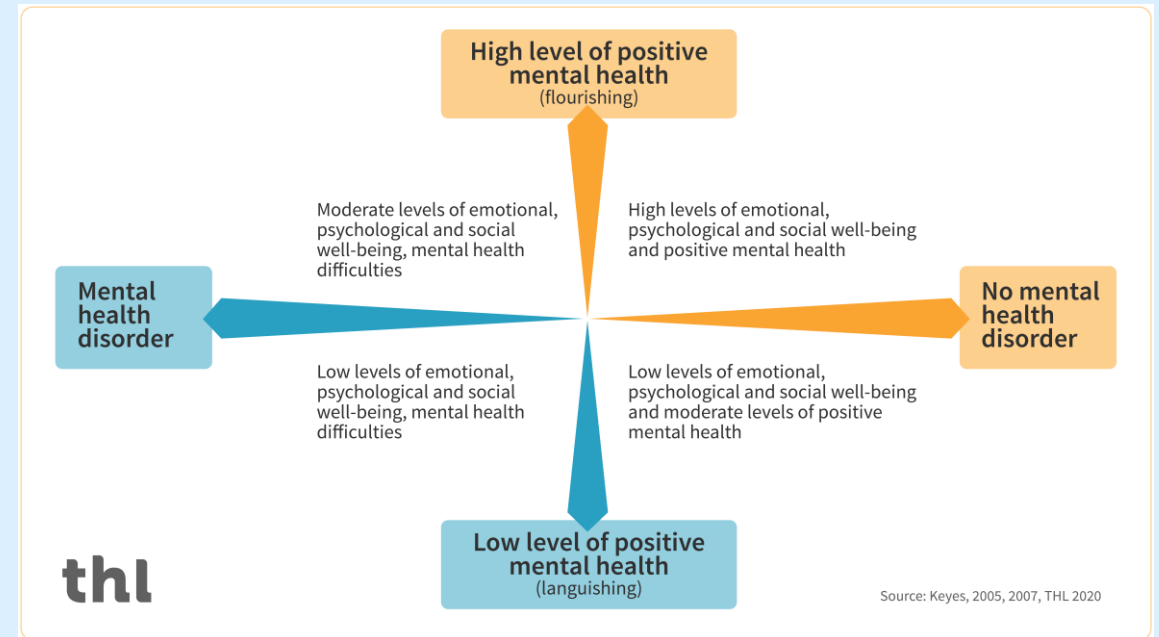 High level of positive
mental health
(flourishing)
Moderate levels of emotional,
psychological and social
well-being, mental health
difficulties
High levels of emotional,
psychological and social well-being
and positive mental health
Mental
health
disorder
No mental
health
disorder
Low levels of emotional,
psychological and social
well-being, mental health
difficulties
Low levels of emotional,
psychological and social well-being
and moderate levels of positive
mental health
Low level of positive
mental health
(languishing)
thl
Source: Keyes, 2005, 2007, THL 2020